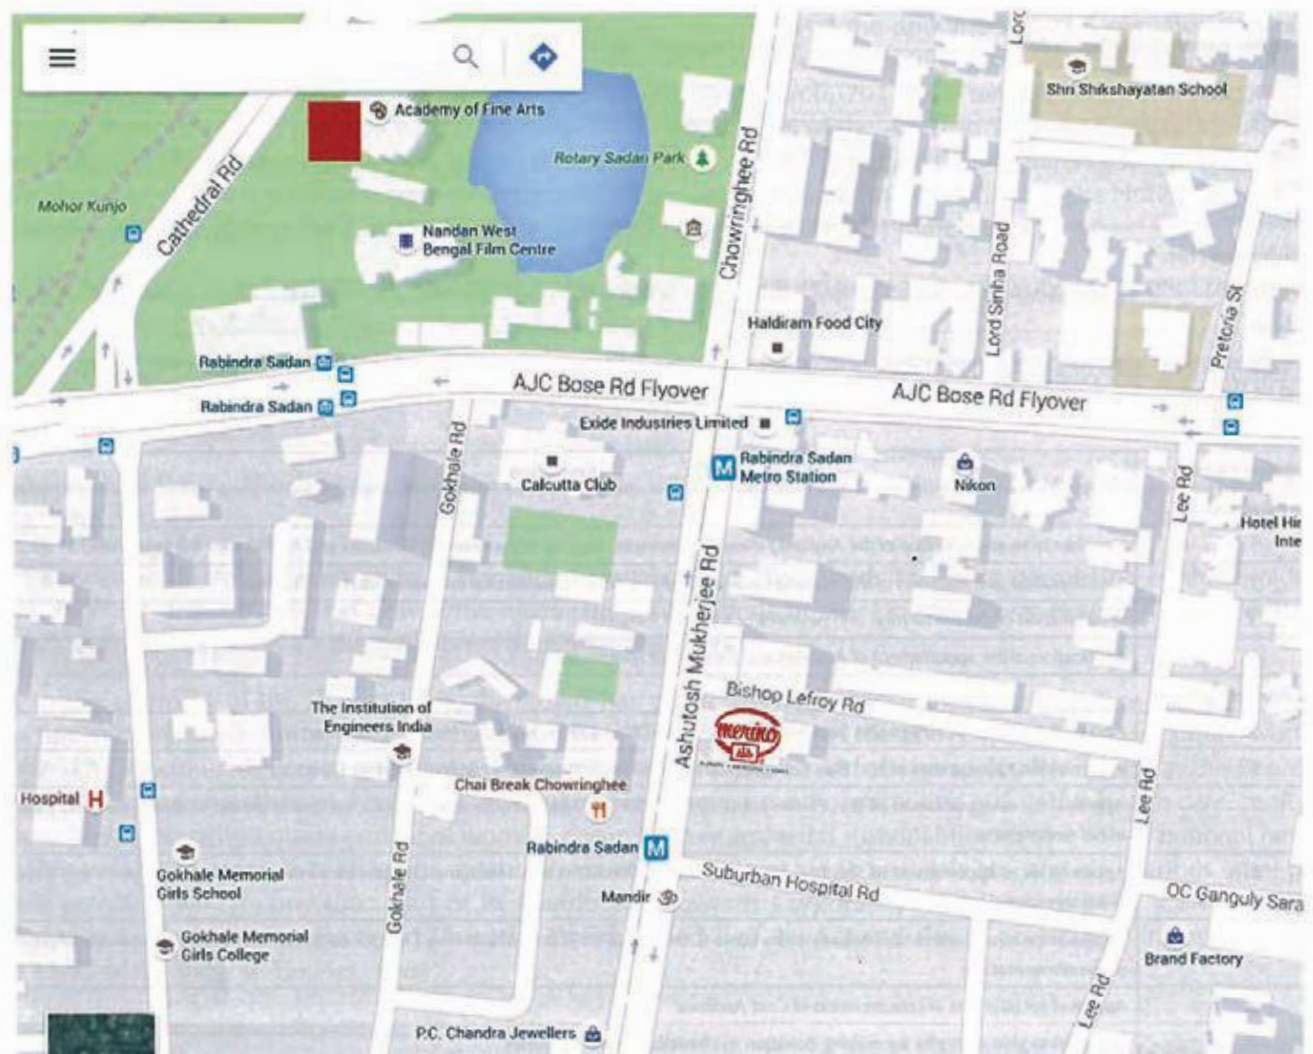 Lord
Shri Shikshayatan School
Academy of Fine Arts
Rotary Sadan Park
Chowringhee Rd
Cathedral Rd
Mohor Kunjo
Nandan West
Bengal Film Centre
Lord Sinha Road
Pretoria St
Haldiram Food City
Rabindra Sadan
AJC Bose Rd Flyover
AJC Bose Rd Flyover
Rabindra Sadan
Exide Industries Limited
Gokhale Rd
Calcutta Club
M
Rabindra Sadan
Metro Station
Nikon
Lee Rd
Hotel Hin
Inte
Ashutosh Mukherjee Rd
Bishop Lefroy Rd
merino
The Institution of
Engineers India
Chai Break Chowringhee
Hospital H
Lee Rd
Rabindra Sadan M
Gokhale Memorial
Girls School
Gokhale Rd
Suburban Hospital Rd
Mandir
OC Ganguly Sara
Gokhale Memorial
Girls College
Brand Factory
Lee Rd
P.C. Chandra Jewellers